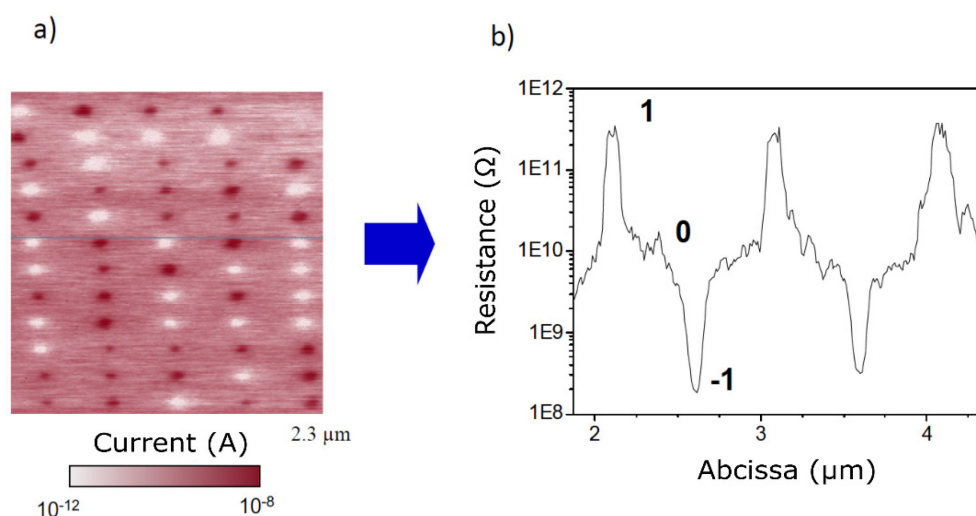 a)
2.3 µm
Current (A)
10-12
10-8
b)
Resistance (Ω)
1E12
1E11
1E10
1E9
1E8
1
0
-1
2
3
4
Abcissa (µm)